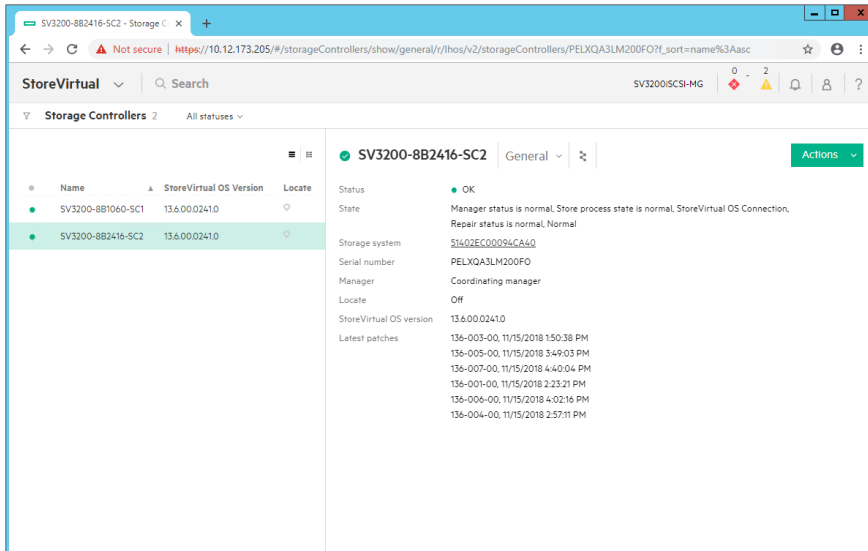 SV3200-8B2416-SC2 - Storage C
Not secure | https://10.12.173.205/#/storageControllers/show/general/r/lhos/v2/storageControllers/PELXQA3LM200FO?f_sort=name%3Aasc
StoreVirtual Search SV3200iSCSI-MG 0 2 ?
Storage Controllers 2 All statuses
SV3200-8B2416-SC2 General Actions
Name StoreVirtual OS Version Locate
SV3200-8B1060-SC1 13.6.00.0241.0
SV3200-8B2416-SC2 13.6.00.0241.0
Status OK
State Manager status is normal, Store process state is normal, StoreVirtual OS Connection,
Repair status is normal, Normal
Storage system 51402EC00094CA40
Serial number PELXQA3LM200FO
Manager Coordinating manager
Locate Off
StoreVirtual OS version 13.6.00.0241.0
Latest patches 136-003-00, 11/15/2018 1:50:38 PM
136-005-00, 11/15/2018 3:49:03 PM
136-007-00, 11/15/2018 4:40:04 PM
136-001-00, 11/15/2018 2:23:21 PM
136-006-00, 11/15/2018 4:02:16 PM
136-004-00, 11/15/2018 2:57:11 PM